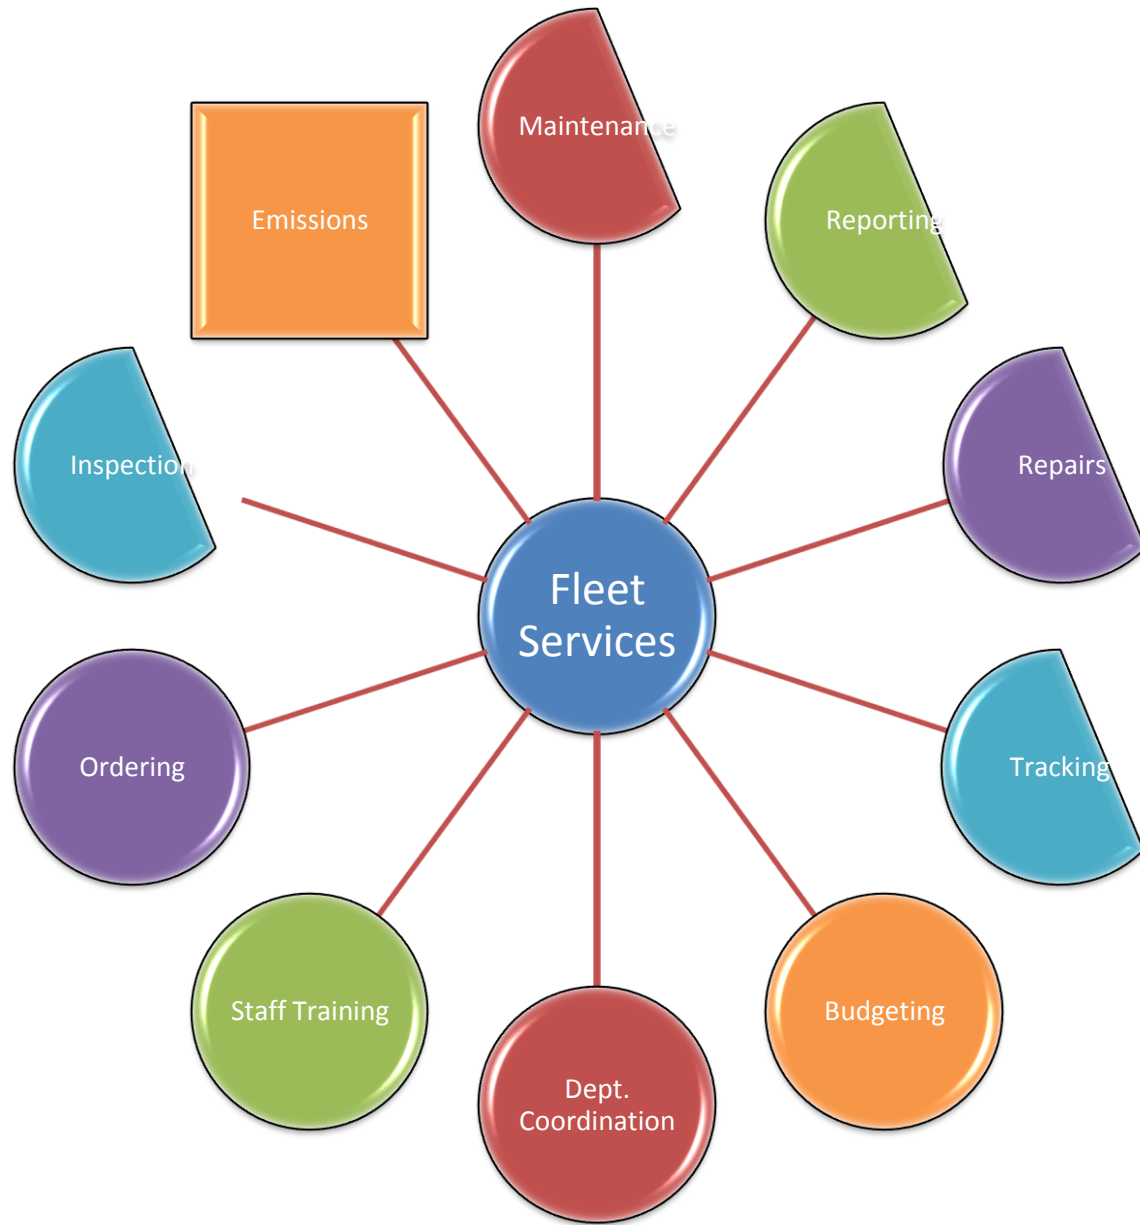 Maintenance
Emissions
Reporting
Inspection
Repairs
Fleet
Services
Ordering
Tracking
Staff Training
Budgeting
Dept.
Coordination